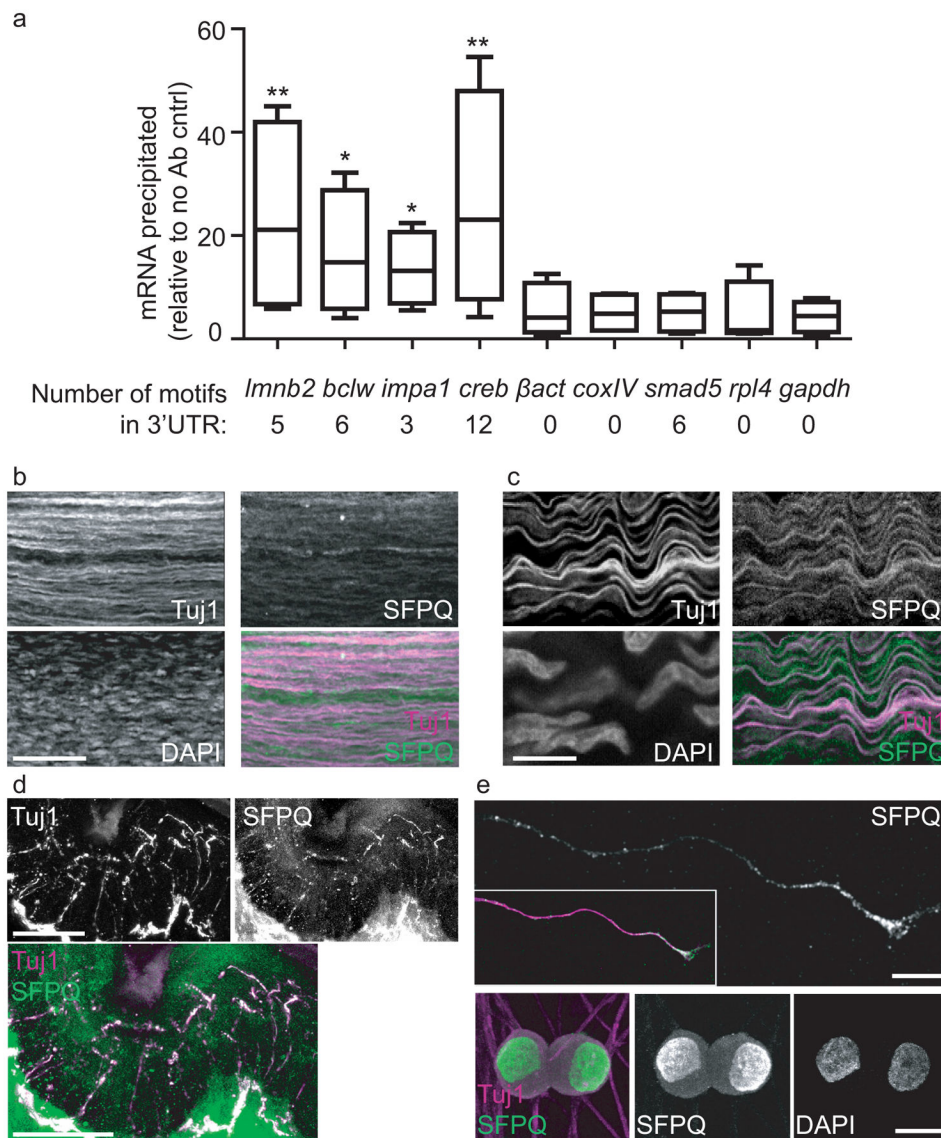 a
60
40
20
0
mRNA precipitated
(relative to no Ab cntrl)
** * * **
lmnb2 bclw impa1 creb βact coxIV smad5 rpl4 gapdh
Number of motifs
in 3'UTR:
5 6 3 12 0 0 6 0 0
b
Tuj1
SFPQ
DAPI
Tuj1
SFPQ
c
Tuj1
SFPQ
DAPI
Tuj1
SFPQ
d
Tuj1
SFPQ
Tuj1
SFPQ
e
SFPQ
Tuj1
SFPQ
SFPQ
DAPI